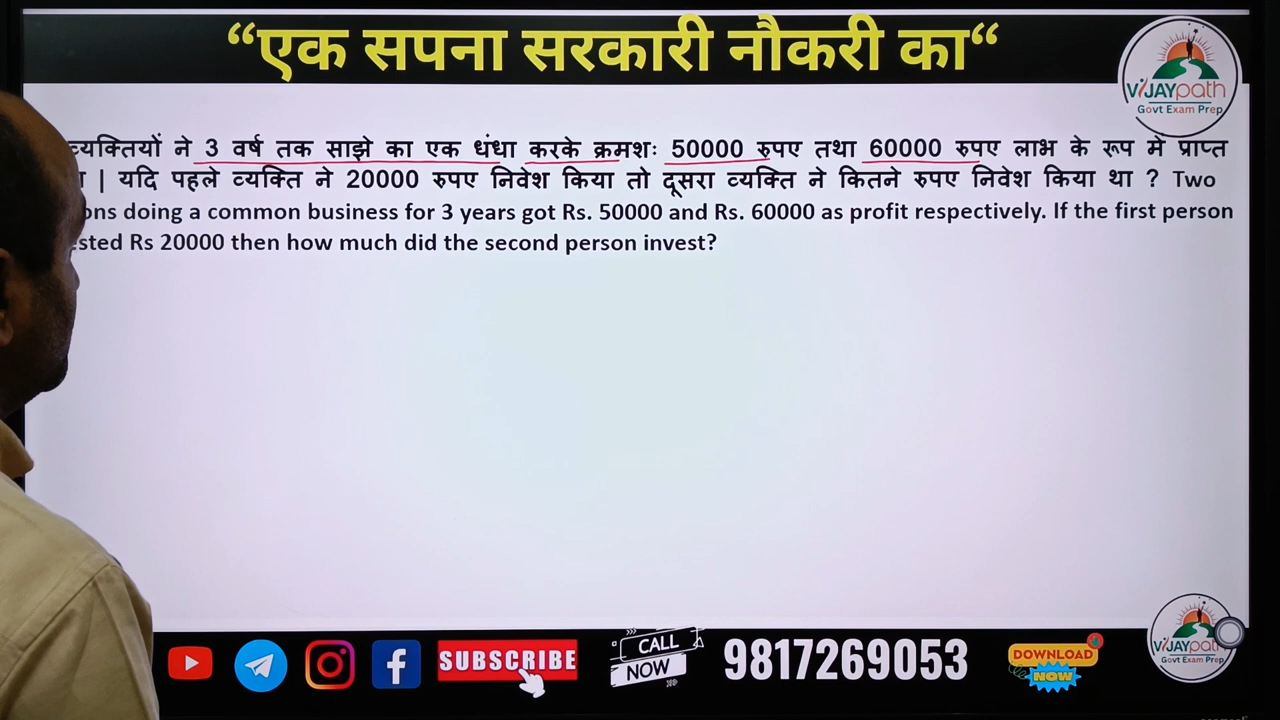 “एक सपना सरकारी नौकरी का“
VIJAYpath
Govt Exam Prep
ने 3 वर्ष तक साझे का एक धंधा करके क्रमशः 50000 रुपए तथा 60000 रुपए लाभ के रूप मे प्राप्त
| यदि पहले व्यक्ति ने 20000 रुपए निवेश किया तो दूसरा व्यक्ति ने कितने रुपए निवेश किया था ? Two
doing a common business for 3 years got Rs. 50000 and Rs. 60000 as profit respectively. If the first person
Rs 20000 then how much did the second person invest?
SUBSCRIBE
CALL
NOW
9817269053
DOWNLOAD
NOW
VIJAYpath
Govt Exam Prep